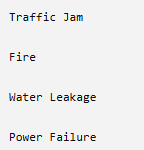 Traffic Jam
Fire
Water Leakage
Power Failure